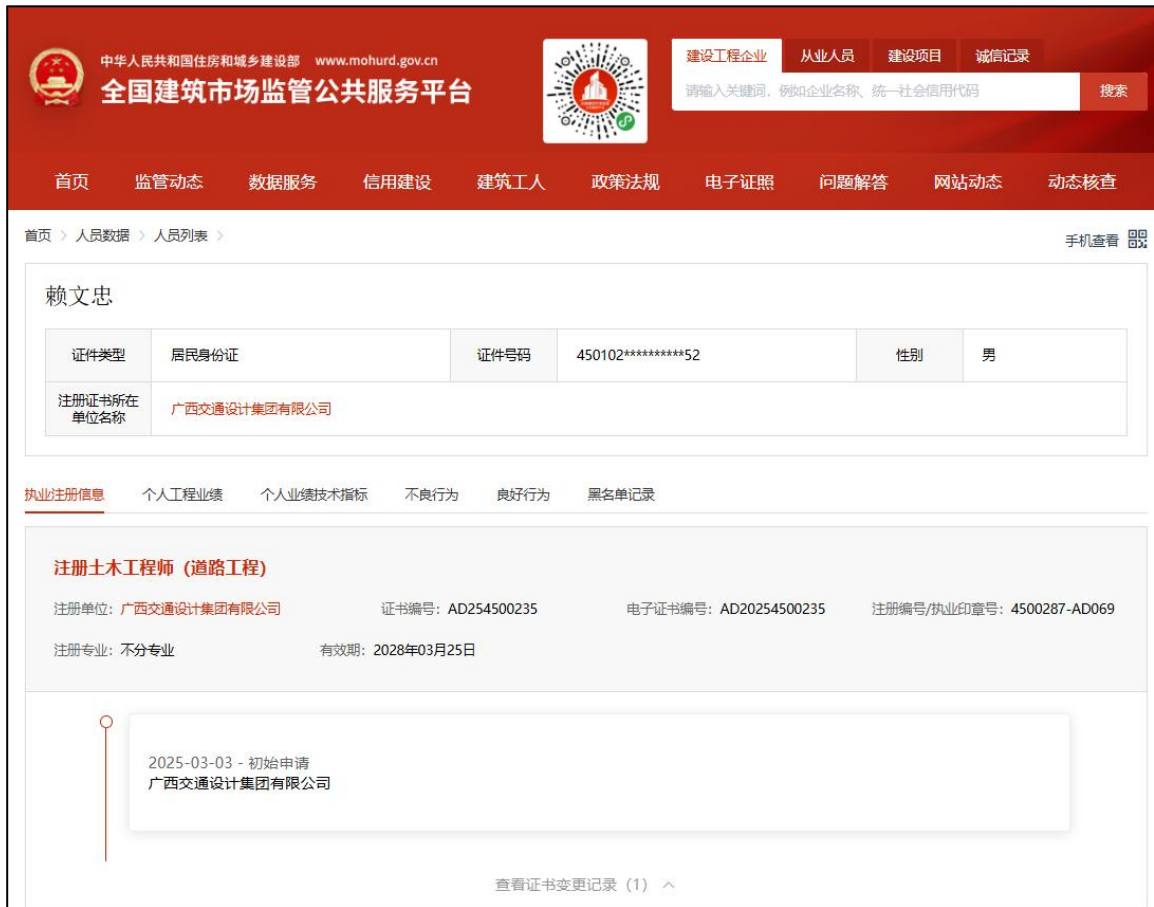 中华人民共和国住房和城乡建设部 www.mohurd.gov.cn
全国建筑市场监管公共服务平台
建设工程企业 从业人员 建设项目 诚信记录
请输入关键词，例如企业名称、统一社会信用代码 搜索
首页 监管动态 数据服务 信用建设 建筑工人 政策法规 电子证照 问题解答 网站动态 动态核查
首页 > 人员数据 > 人员列表 >
手机查看
赖文忠
证件类型 居民身份证 证件号码 450102**********52 性别 男
注册证书所在单位名称 广西交通设计集团有限公司
执业注册信息 个人工程业绩 个人业绩技术指标 不良行为 良好行为 黑名单记录
注册土木工程师（道路工程）
注册单位：广西交通设计集团有限公司 证书编号：AD254500235 电子证书编号：AD20254500235 注册编号/执业印章号：4500287-AD069
注册专业：不分专业 有效期：2028年03月25日
2025-03-03 - 初始申请
广西交通设计集团有限公司
查看证书变更记录（1）